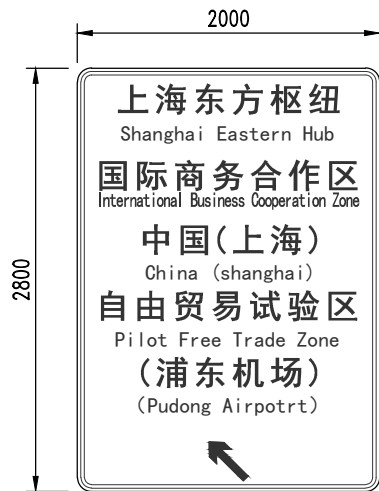 2000
2800
上海东方枢纽
Shanghai Eastern Hub
国际商务合作区
International Business Cooperation Zone
中国(上海)
China (shanghai)
自由贸易试验区
Pilot Free Trade Zone
(浦东机场)
(Pudong Airpotrt)